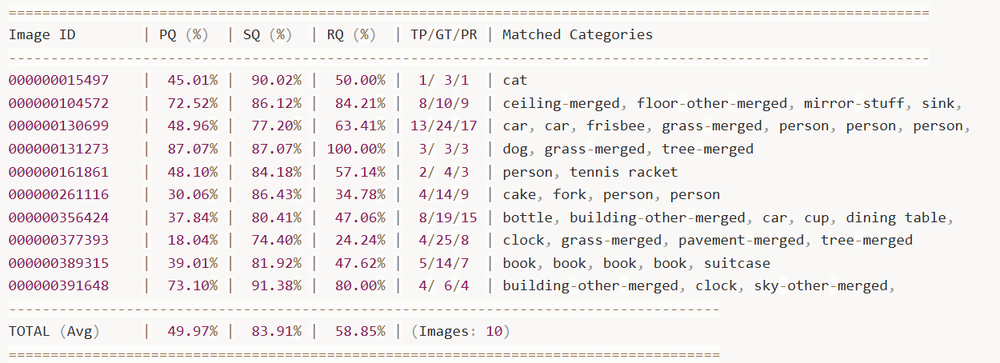 ==============================================================================================================
Image ID | PQ (%) | SQ (%) | RQ (%) | TP/GT/PR | Matched Categories
--------------------------------------------------------------------------------------------------------------
000000015497 | 45.01% | 90.02% | 50.00% | 1/ 3/1 | cat
000000104572 | 72.52% | 86.12% | 84.21% | 8/10/9 | ceiling-merged, floor-other-merged, mirror-stuff, sink,
000000130699 | 48.96% | 77.20% | 63.41% | 13/24/17 | car, car, frisbee, grass-merged, person, person, person,
000000131273 | 87.07% | 87.07% | 100.00% | 3/ 3/3 | dog, grass-merged, tree-merged
000000161861 | 48.10% | 84.18% | 57.14% | 2/ 4/3 | person, tennis racket
000000261116 | 30.06% | 86.43% | 34.78% | 4/14/9 | cake, fork, person, person
000000356424 | 37.84% | 80.41% | 47.06% | 8/19/15 | bottle, building-other-merged, car, cup, dining table,
000000377393 | 18.04% | 74.40% | 24.24% | 4/25/8 | clock, grass-merged, pavement-merged, tree-merged
000000389315 | 39.01% | 81.92% | 47.62% | 5/14/7 | book, book, book, book, suitcase
000000391648 | 73.10% | 91.38% | 80.00% | 4/ 6/4 | building-other-merged, clock, sky-other-merged,
-------------------------------------------------------------------------------------
TOTAL (Avg) | 49.97% | 83.91% | 58.85% | (Images: 10)
=====================================================================================